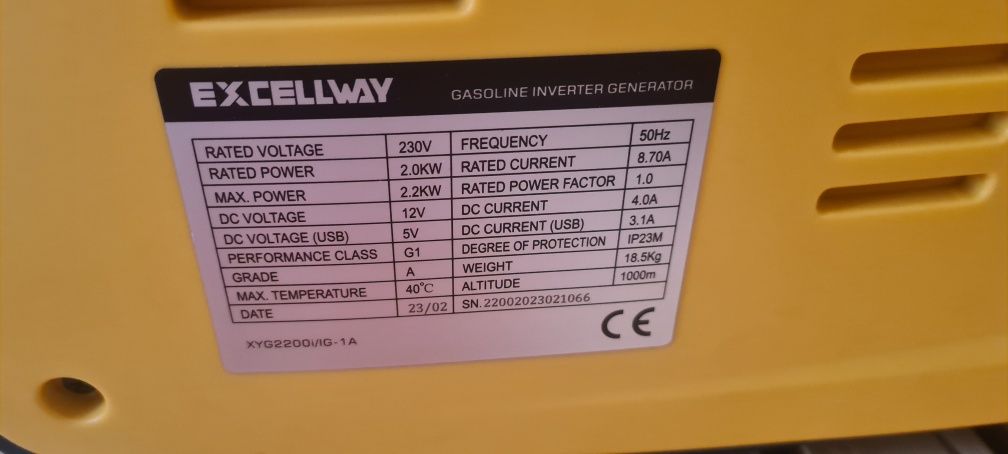 EXCELLWAY GASOLINE INVERTER GENERATOR
RATED VOLTAGE 230V FREQUENCY 50Hz
RATED POWER 2.0KW RATED CURRENT 8.70A
MAX. POWER 2.2KW RATED POWER FACTOR 1.0
DC VOLTAGE 12V DC CURRENT 4.0A
DC VOLTAGE (USB) 5V DC CURRENT (USB) 3.1A
PERFORMANCE CLASS G1 DEGREE OF PROTECTION IP23M
GRADE A WEIGHT 18.5Kg
MAX. TEMPERATURE 40°C ALTITUDE 1000m
DATE 23/02 SN.22002023021066
XYG2200i/IG-1A CE